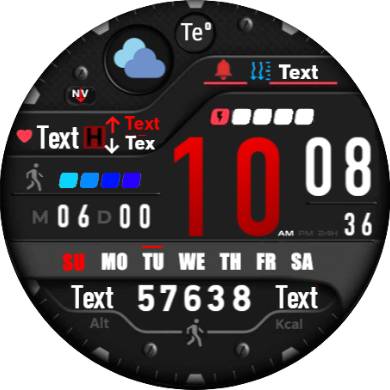 Te°
Text
NV
Text
H
Text
Tex
10
08
M 06 D 00
AM PM 24H
36
SU MO TU WE TH FR SA
Text 57638 Text
Alt
Kcal